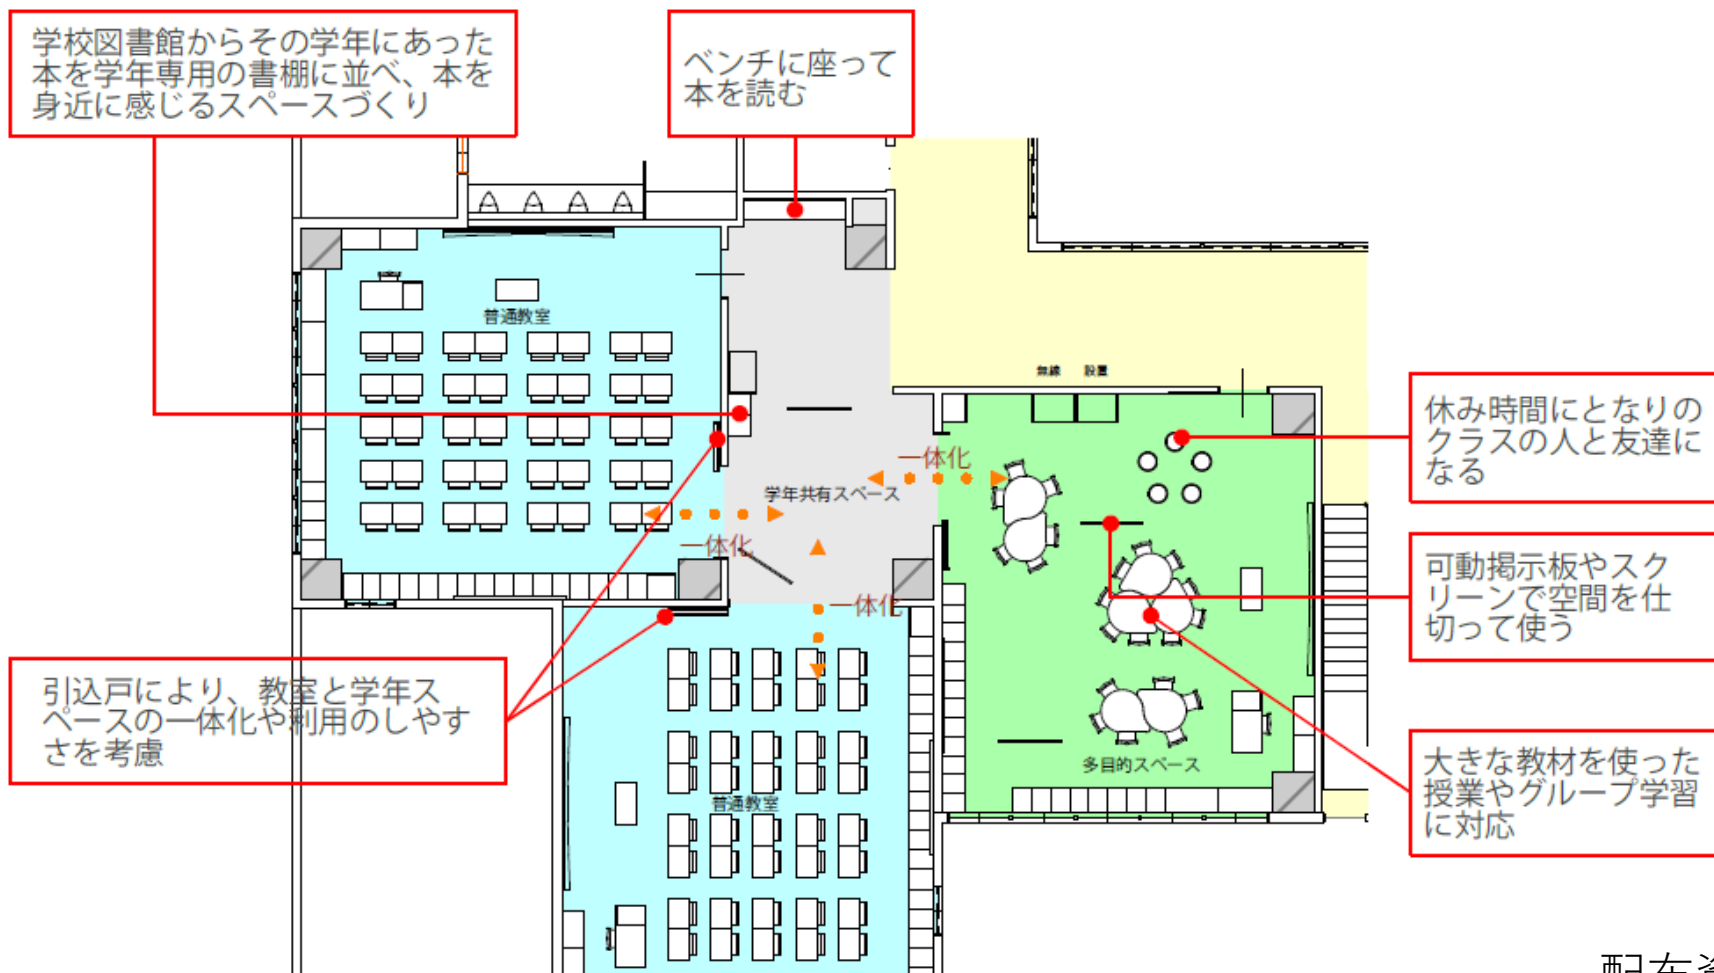 学校図書館からその学年にあった
本を学年専用の書棚に並べ、本を
身近に感じるスペースづくり
ベンチに座って
本を読む
普通教室
無線 設置
休み時間にとなりの
クラスの人と友達に
なる
一体化
学年共有スペース
一体化
一体化
可動掲示板やスク
リーンで空間を仕
切って使う
引込戸により、教室と学年ス
ペースの一体化や利用のしやす
さを考慮
多目的スペース
大きな教材を使った
授業やグループ学習
に対応
普通教室
配布資